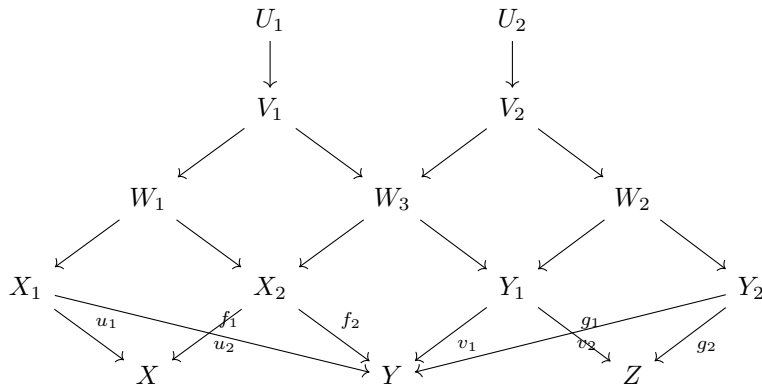 U₁ U₂
V₁ V₂
W₁ W₃ W₂
X₁ X₂ Y₁ Y₂
u₁ f₁ f₂ g₁
u₂ v₁ v₂ g₂
X Y Z